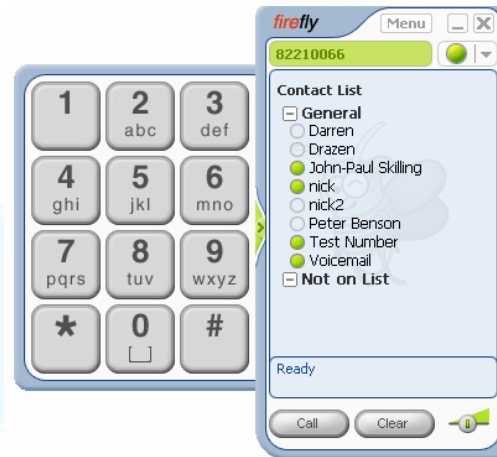 firefly Menu
82210066
Contact List
General
Darren
Drazen
John-Paul Skilling
nick
nick2
Peter Benson
Test Number
Voicemail
Not on List
Ready
Call Clear
1 2 3
abc def
4 5 6
ghi jkl mno
7 8 9
pqrs tuv wxyz
* 0 #